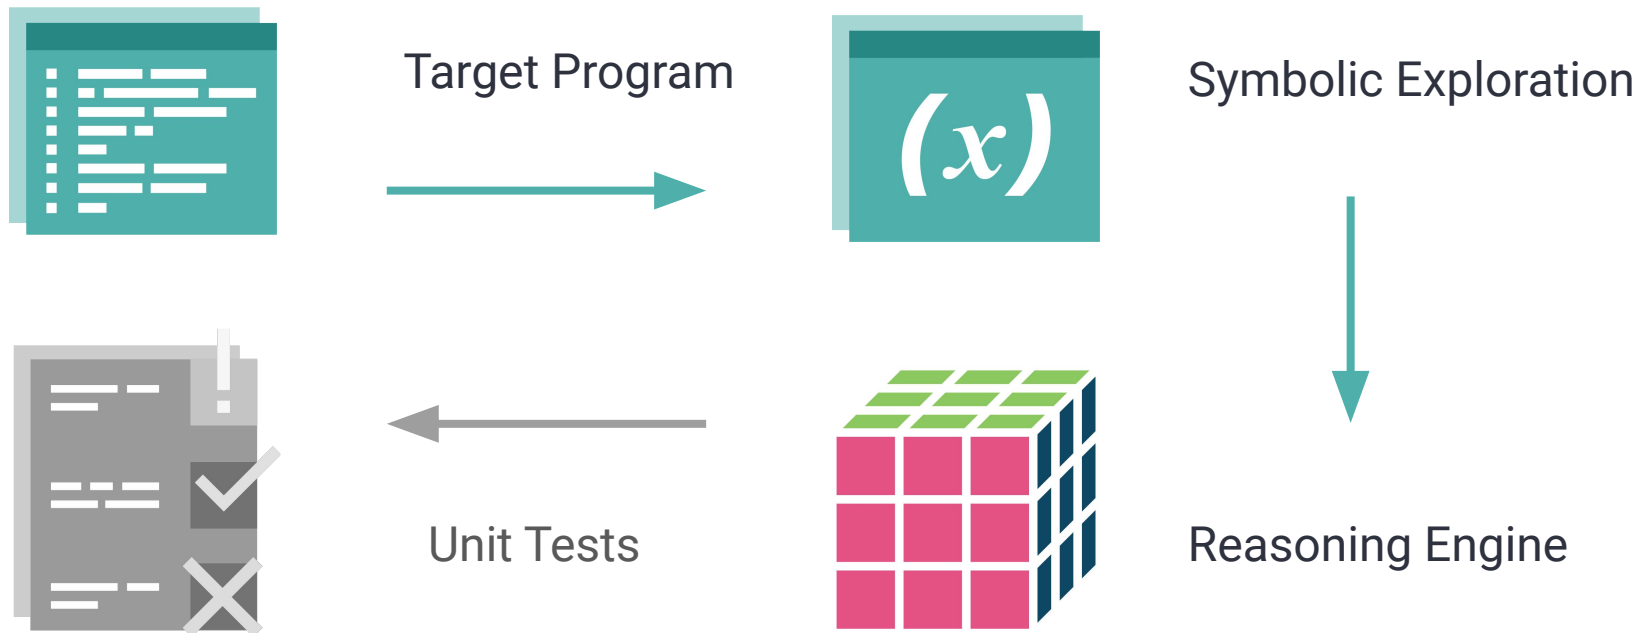 Target Program
(x)
Symbolic Exploration
Unit Tests
Reasoning Engine